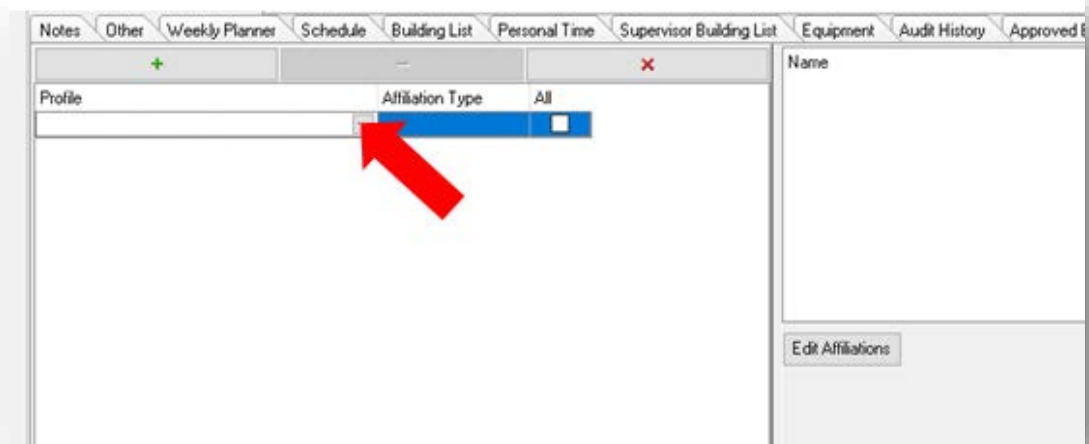 Notes Other Weekly Planner Schedule Building List Personal Time Supervisor Building List Equipment Audit History Approved
Name
Profile Affiliation Type All
Edit Affiliations